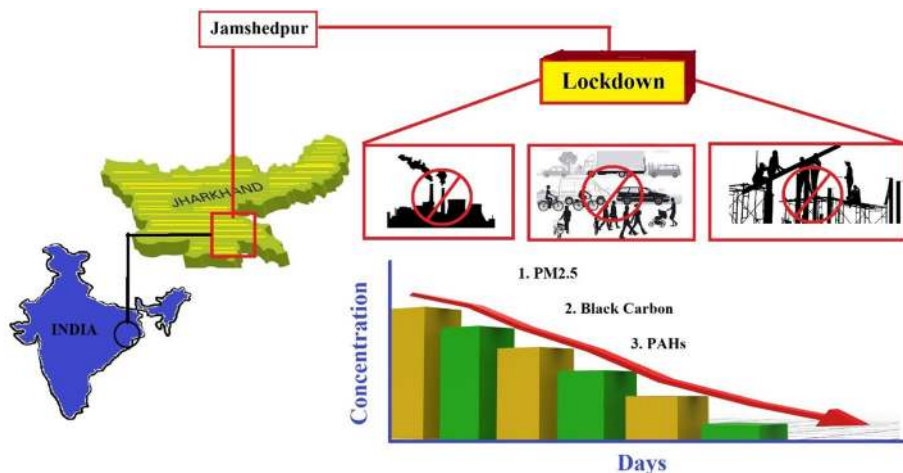 Jamshedpur
Lockdown
JHARKHAND
INDIA
1. PM2.5
2. Black Carbon
3. PAHs
Concentration
Days